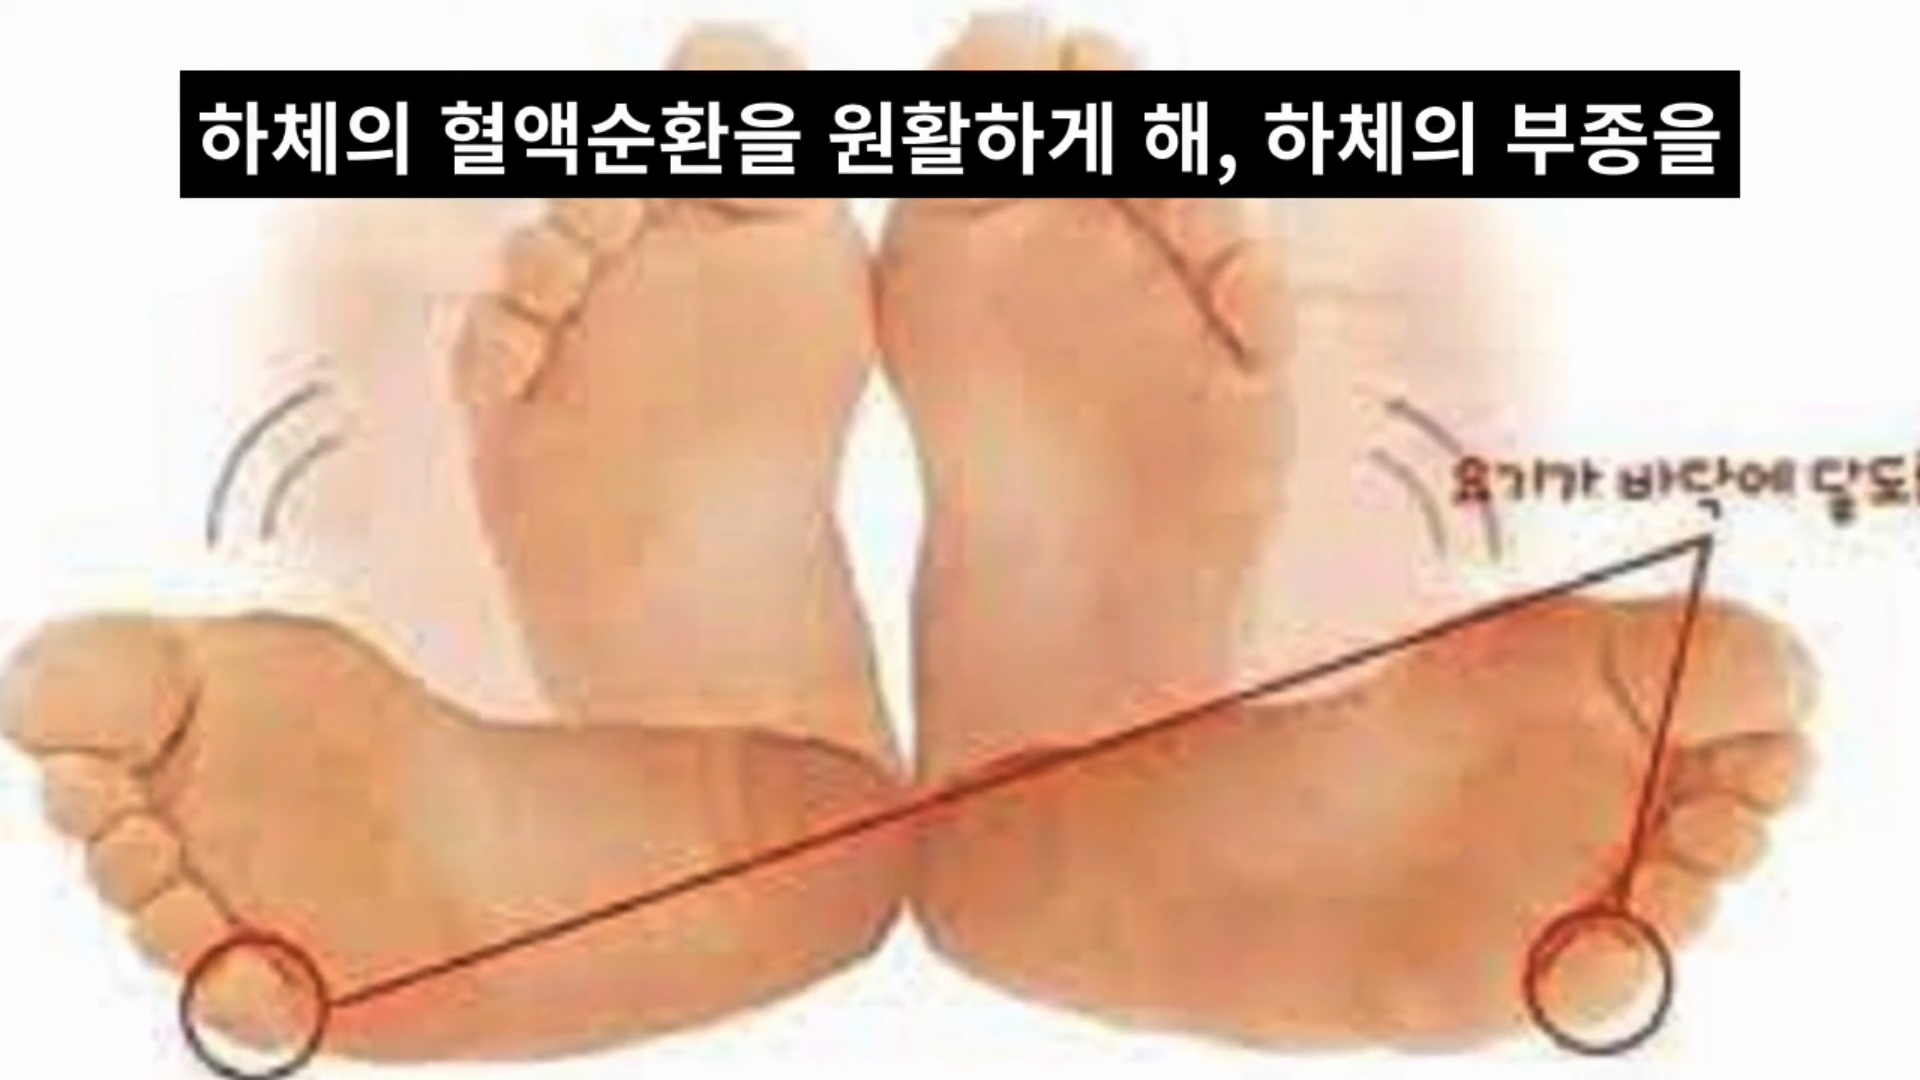 하체의 혈액순환을 원활하게 해, 하체의 부종을
요기가 바닥에 닿도